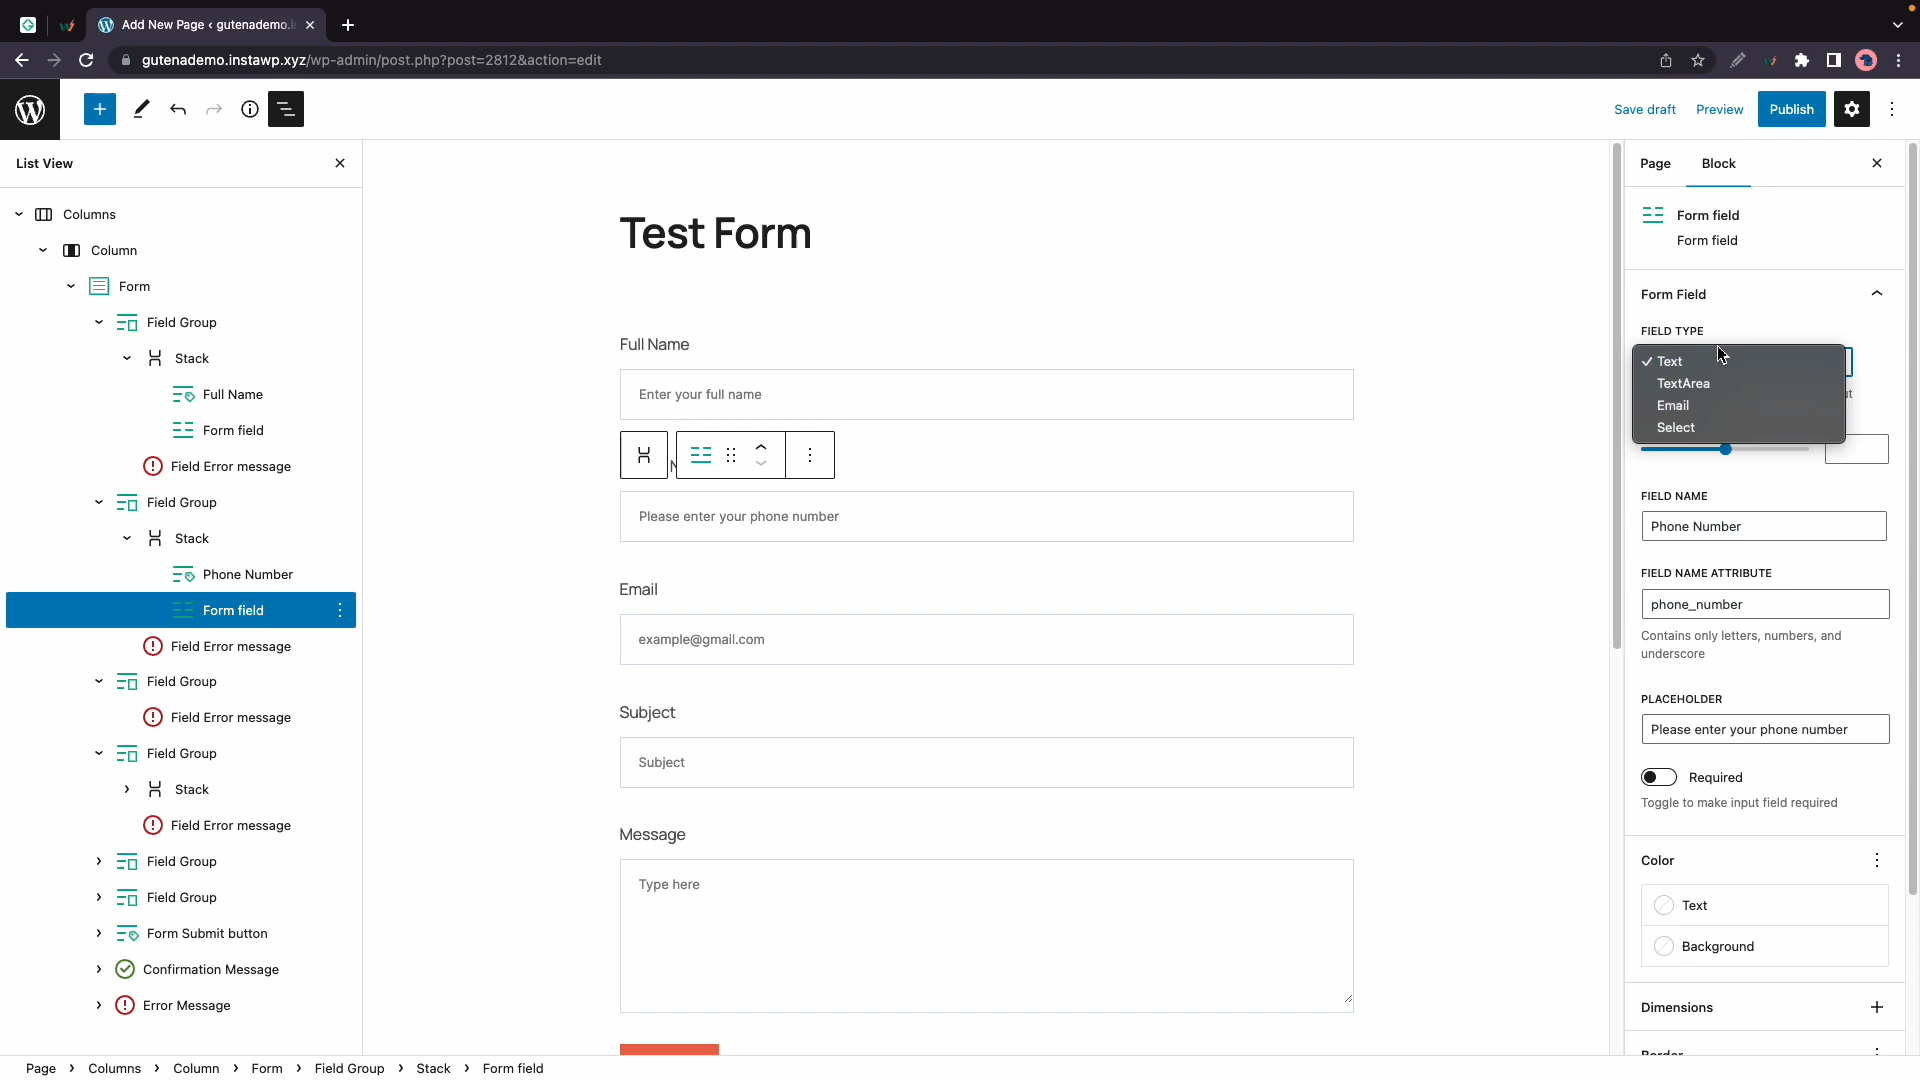 Add New Page ‹ gutenademo.i
gutenademo.instawp.xyz/wp-admin/post.php?post=2812&action=edit
Save draft
Preview
Publish
List View
Columns
Column
Form
Field Group
Stack
Full Name
Form field
Field Error message
Field Group
Stack
Phone Number
Form field
Field Error message
Field Group
Field Error message
Field Group
Stack
Field Error message
Field Group
Field Group
Form Submit button
Confirmation Message
Error Message
Test Form
Full Name
Enter your full name
Please enter your phone number
Email
example@gmail.com
Subject
Subject
Message
Type here
Page
Block
Form field
Form field
Form Field
FIELD TYPE
Text
TextArea
Email
Select
FIELD NAME
Phone Number
FIELD NAME ATTRIBUTE
phone_number
Contains only letters, numbers, and
underscore
PLACEHOLDER
Please enter your phone number
Required
Toggle to make input field required
Color
Text
Background
Dimensions
Border
Page > Columns > Column > Form > Field Group > Stack > Form field